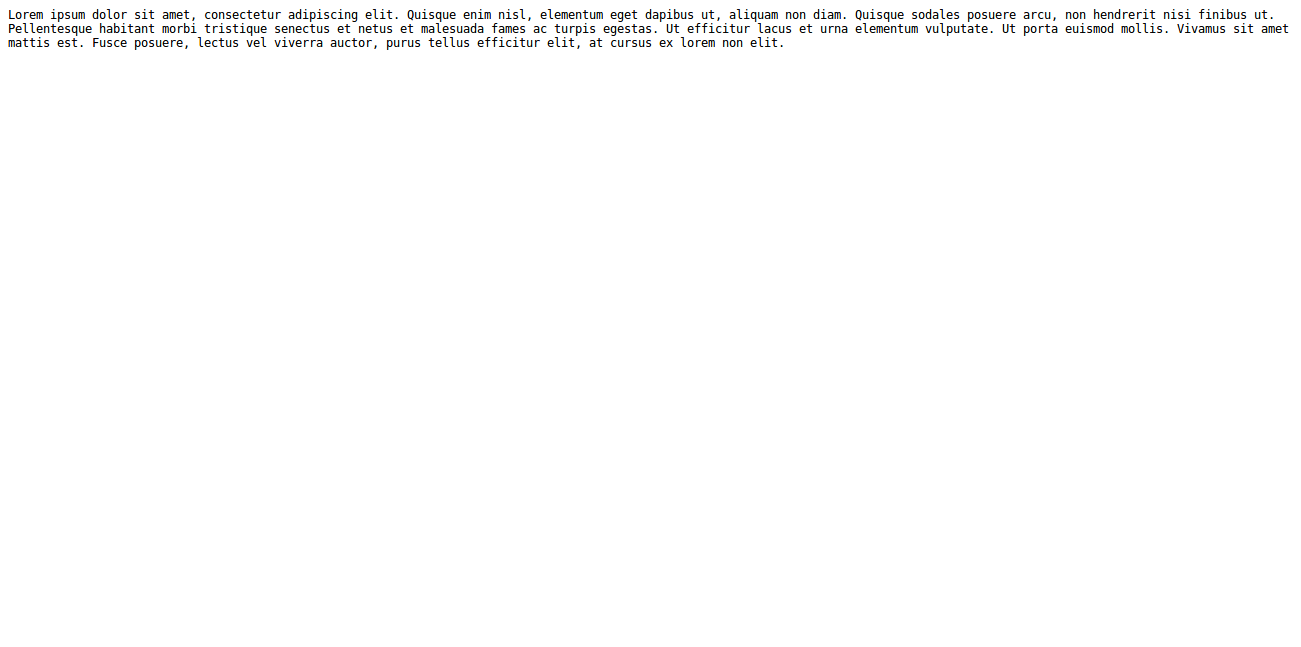 Lorem ipsum dolor sit amet, consectetur adipiscing elit. Quisque enim nisl, elementum eget dapibus ut, aliquam non diam. Quisque sodales posuere arcu, non hendrerit nisi finibus ut.
Pellentesque habitant morbi tristique senectus et netus et malesuada fames ac turpis egestas. Ut efficitur lacus et urna elementum vulputate. Ut porta euismod mollis. Vivamus sit amet
mattis est. Fusce posuere, lectus vel viverra auctor, purus tellus efficitur elit, at cursus ex lorem non elit.